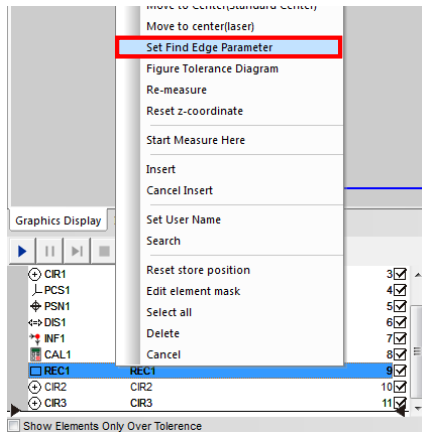 Move to Center(Standard Center)
Move to center(laser)
Set Find Edge Parameter
Figure Tolerance Diagram
Re-measure
Reset z-coordinate
Start Measure Here
Insert
Cancel Insert
Graphics Display
Set User Name
Search
Reset store position
Edit element mask
Select all
Delete
Cancel
CIR1 3
PCS1 4
PSN1 5
DIS1 6
INF1 7
CAL1 8
REC1 REC1 9
CIR2 CIR2 10
CIR3 CIR3 11
Show Elements Only Over Tolerence